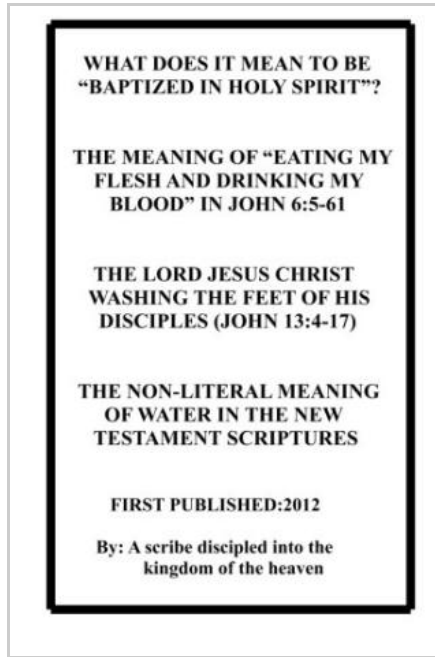 WHAT DOES IT MEAN TO BE
“BAPTIZED IN HOLY SPIRIT”?
THE MEANING OF “EATING MY
FLESH AND DRINKING MY
BLOOD” IN JOHN 6:5-61
THE LORD JESUS CHRIST
WASHING THE FEET OF HIS
DISCIPLES (JOHN 13:4-17)
THE NON-LITERAL MEANING
OF WATER IN THE NEW
TESTAMENT SCRIPTURES
FIRST PUBLISHED:2012
By: A scribe discipled into the
kingdom of the heaven